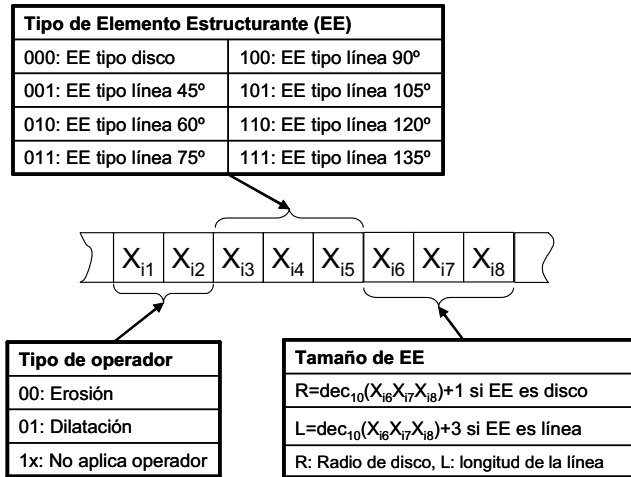 Tipo de Elemento Estructurante (EE)
000: EE tipo disco
100: EE tipo línea 90º
001: EE tipo línea 45º
101: EE tipo línea 105º
010: EE tipo línea 60º
110: EE tipo línea 120º
011: EE tipo línea 75º
111: EE tipo línea 135º
Xi1 Xi2 Xi3 Xi4 Xi5 Xi6 Xi7 Xi8
Tipo de operador
00: Erosión
01: Dilatación
1x: No aplica operador
Tamaño de EE
R=dec10(Xi6Xi7Xi8)+1 si EE es disco
L=dec10(Xi6Xi7Xi8)+3 si EE es línea
R: Radio de disco, L: longitud de la línea